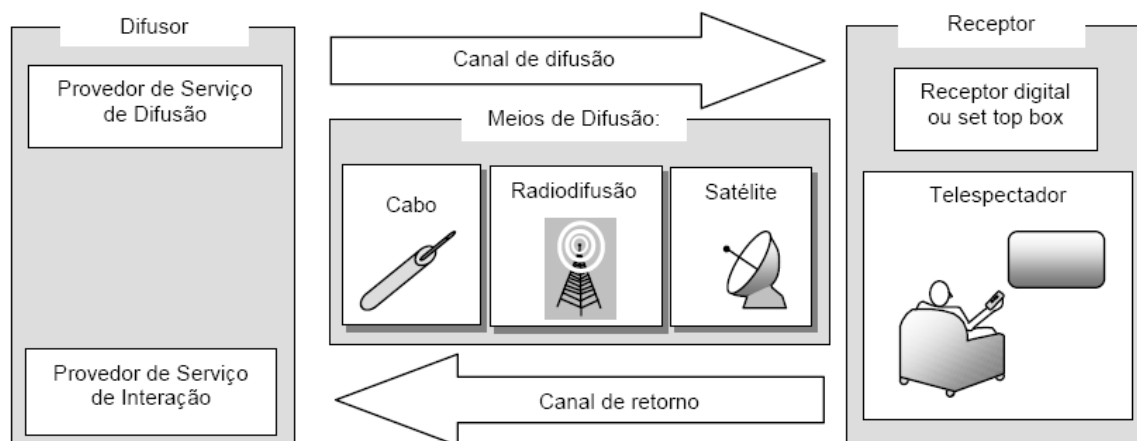 Difusor
Provedor de Serviço
de Difusão
Provedor de Serviço
de Interação
Canal de difusão
Meios de Difusão:
Cabo
Radiodifusão
Satélite
Canal de retorno
Receptor
Receptor digital
ou set top box
Telespectador